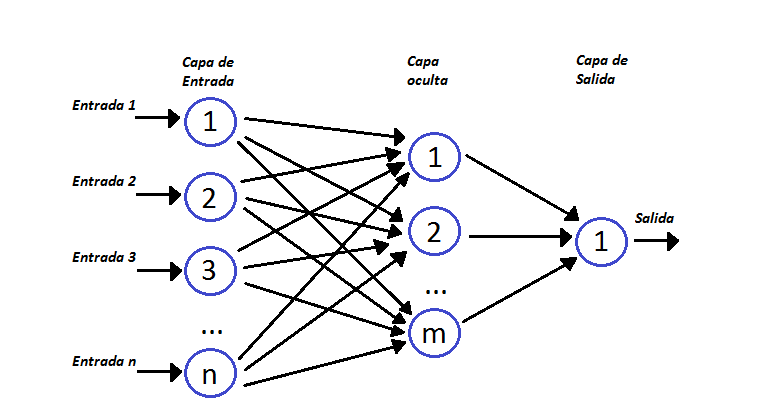 Capa de
Entrada
Capa
oculta
Capa de
Salida
Entrada 1
1
Entrada 2
2
Entrada 3
3
...
Entrada n
n
1
2
...
m
1
Salida